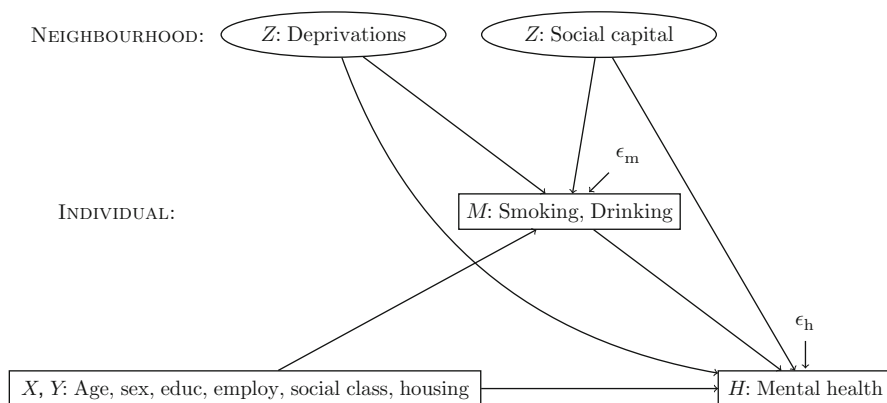 NEIGHBOURHOOD: Z: Deprivations Z: Social capital
ϵm
INDIVIDUAL: M: Smoking, Drinking
ϵh
X, Y: Age, sex, educ, employ, social class, housing H: Mental health